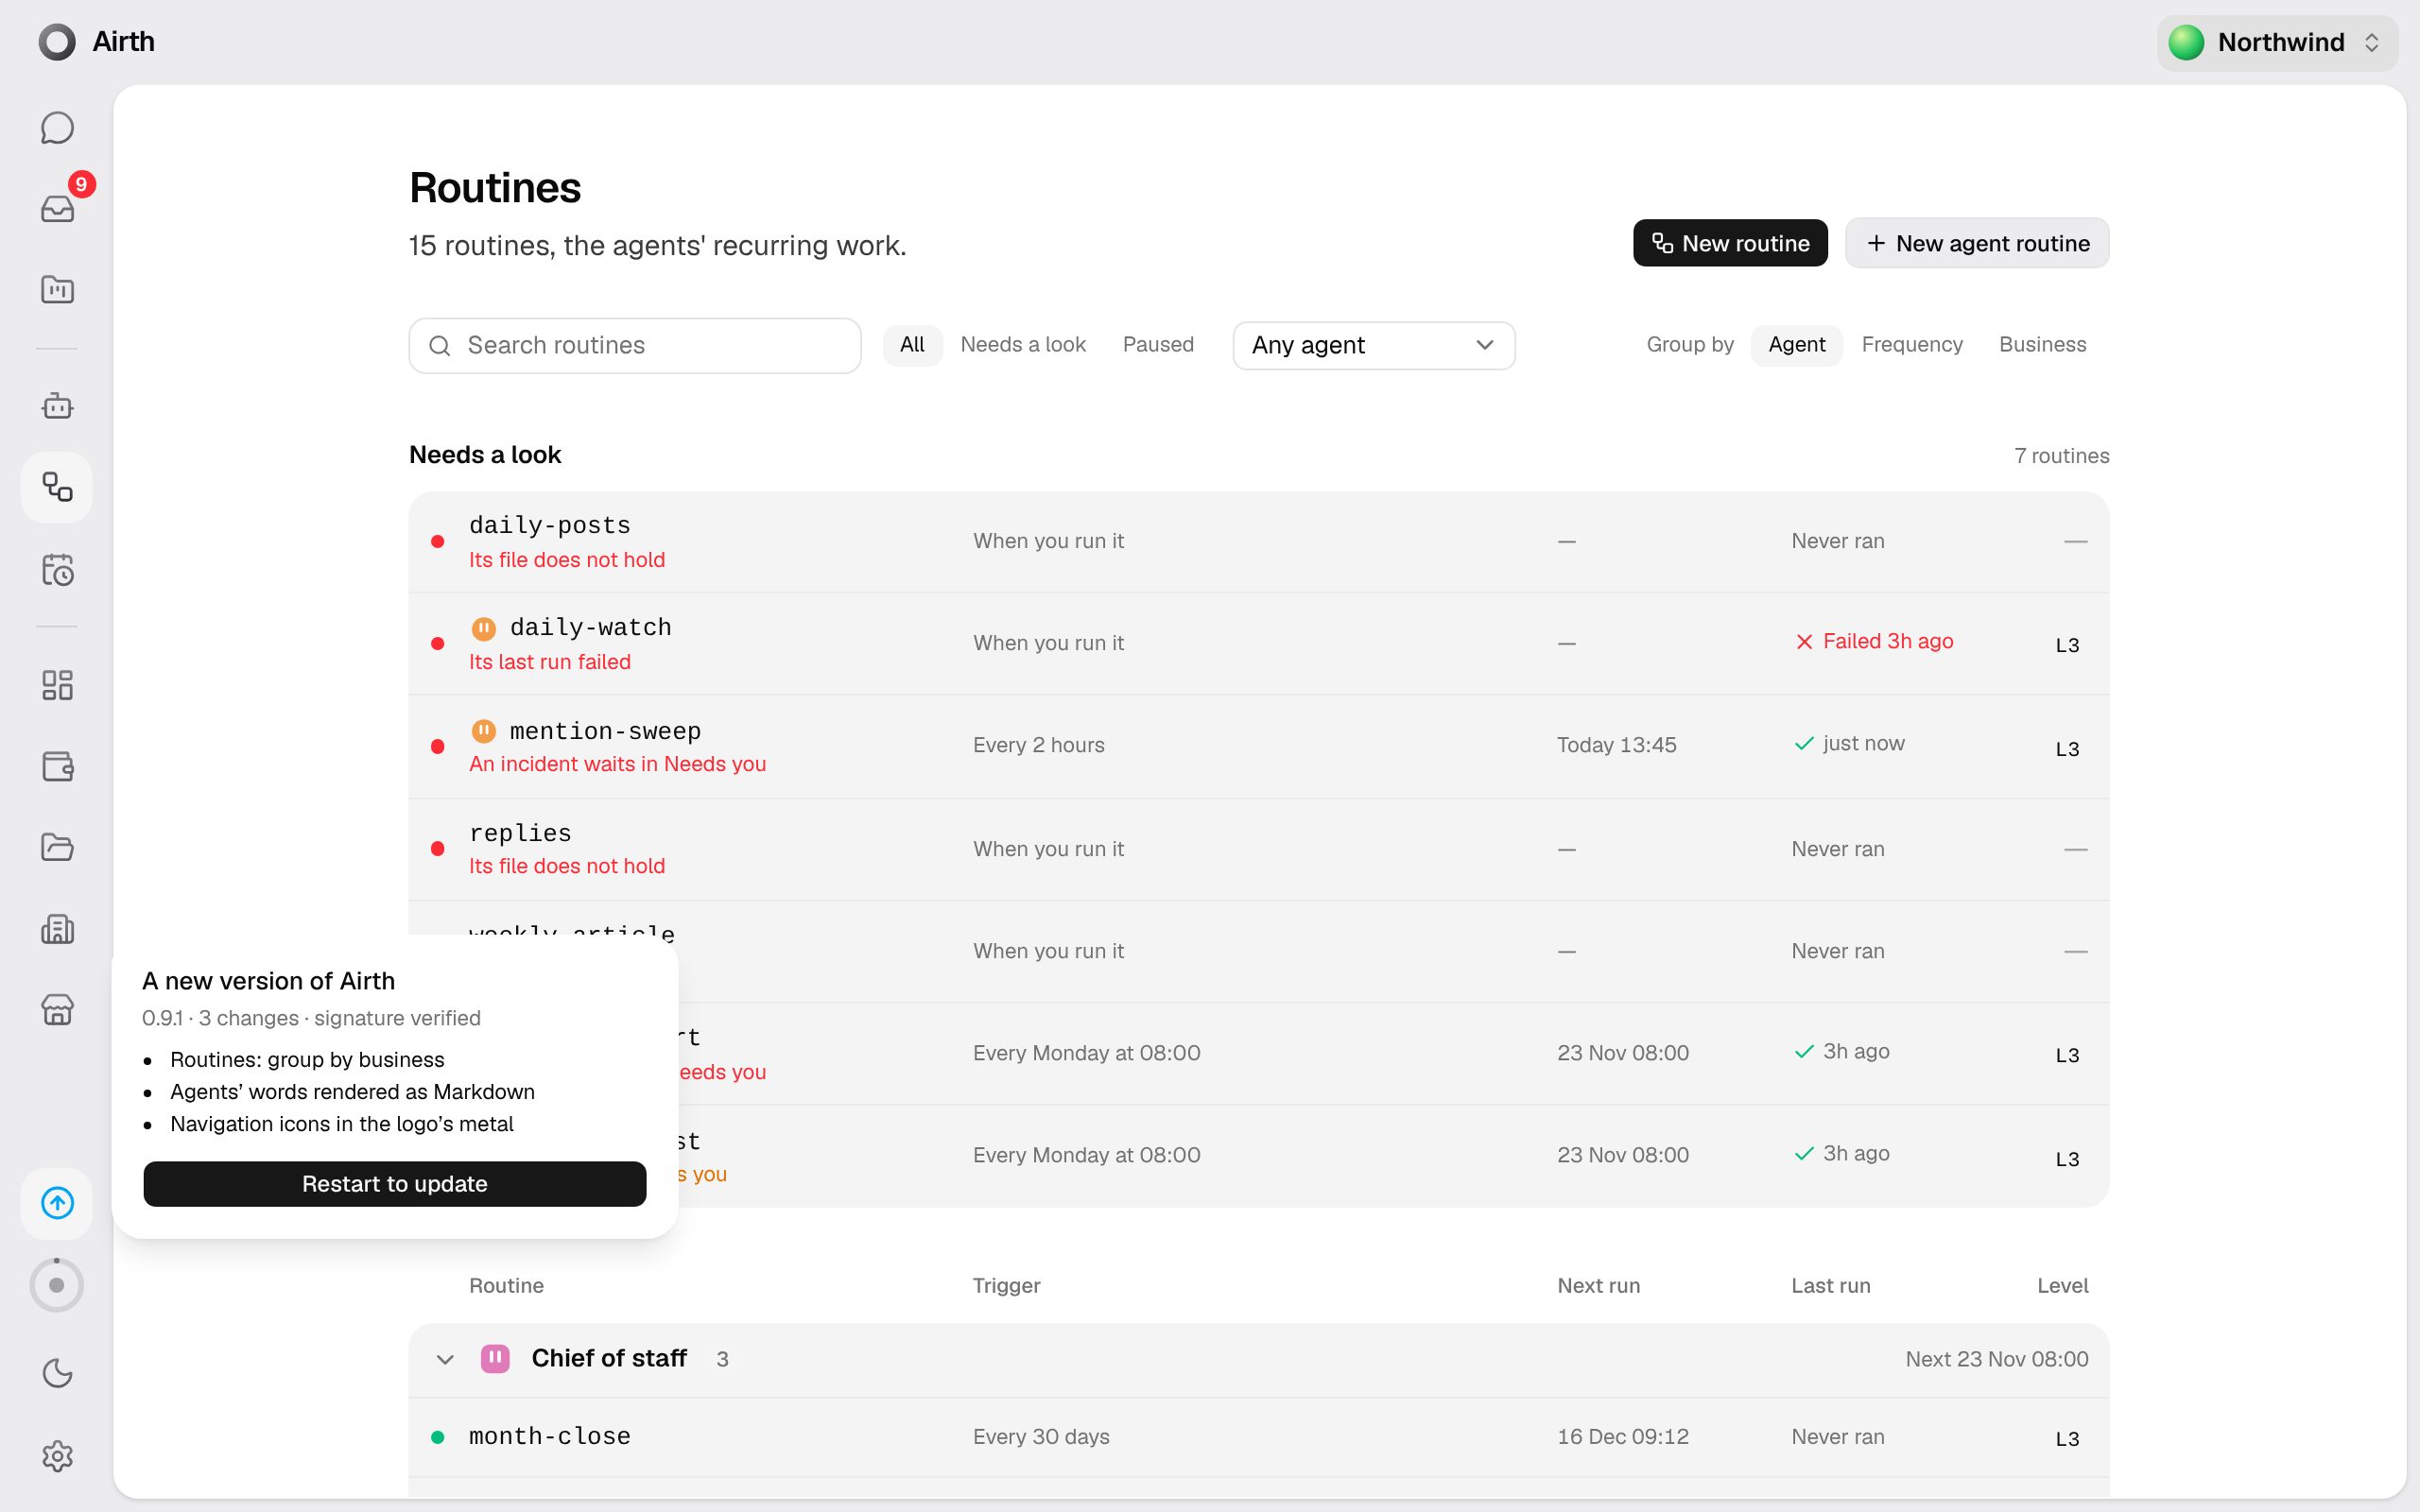 Airth
Northwind
9
Routines
15 routines, the agents' recurring work.
New routine
New agent routine
Search routines
All
Needs a look
Paused
Any agent
Group by
Agent
Frequency
Business
Needs a look
7 routines
daily-posts
Its file does not hold
When you run it
—
Never ran
—
daily-watch
Its last run failed
When you run it
—
Failed 3h ago
L3
mention-sweep
An incident waits in Needs you
Every 2 hours
Today 13:45
just now
L3
replies
Its file does not hold
When you run it
—
Never ran
—
weekly-article
When you run it
—
Never ran
—
A new version of Airth
0.9.1 · 3 changes · signature verified
• Routines: group by business
• Agents’ words rendered as Markdown
• Navigation icons in the logo’s metal
Restart to update
eeds you
Every Monday at 08:00
23 Nov 08:00
3h ago
L3
s you
Every Monday at 08:00
23 Nov 08:00
3h ago
L3
Routine
Trigger
Next run
Last run
Level
Chief of staff
3
Next 23 Nov 08:00
month-close
Every 30 days
16 Dec 09:12
Never ran
L3